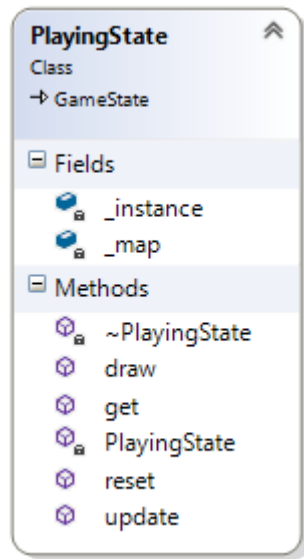 PlayingState
Class
GameState
Fields
_instance
_map
Methods
~PlayingState
draw
get
PlayingState
reset
update